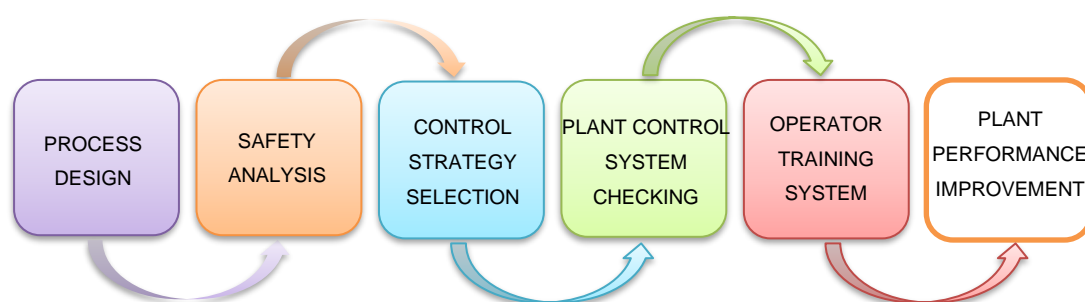 PROCESS
DESIGN
SAFETY
ANALYSIS
CONTROL
STRATEGY
SELECTION
PLANT CONTROL
SYSTEM
CHECKING
OPERATOR
TRAINING
SYSTEM
PLANT
PERFORMANCE
IMPROVEMENT